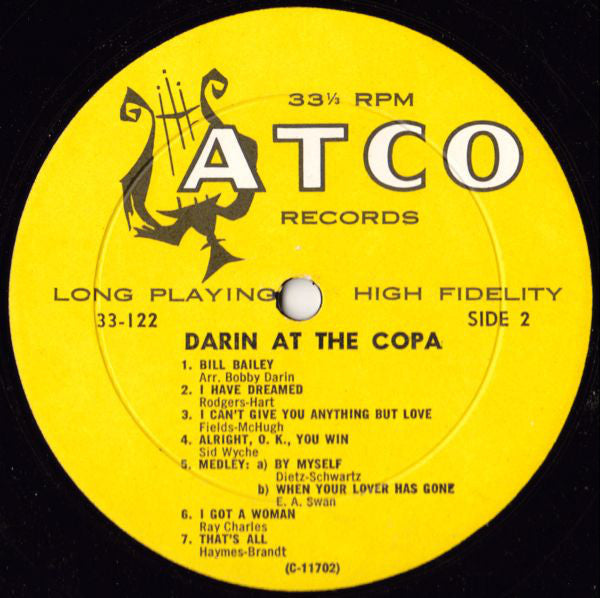 33⅓ RPM
ATCO
RECORDS
LONG PLAYING HIGH FIDELITY
33-122 SIDE 2
DARIN AT THE COPA
1. BILL BAILEY
Arr. Bobby Darin
2. I HAVE DREAMED
Rodgers-Hart
3. I CAN'T GIVE YOU ANYTHING BUT LOVE
Fields-McHugh
4. ALRIGHT, O. K., YOU WIN
Sid Wyche
5. MEDLEY: a) BY MYSELF
Dietz-Schwartz
b) WHEN YOUR LOVER HAS GONE
E. A. Swan
6. I GOT A WOMAN
Ray Charles
7. THAT'S ALL
Haymes-Brandt
(C-11702)